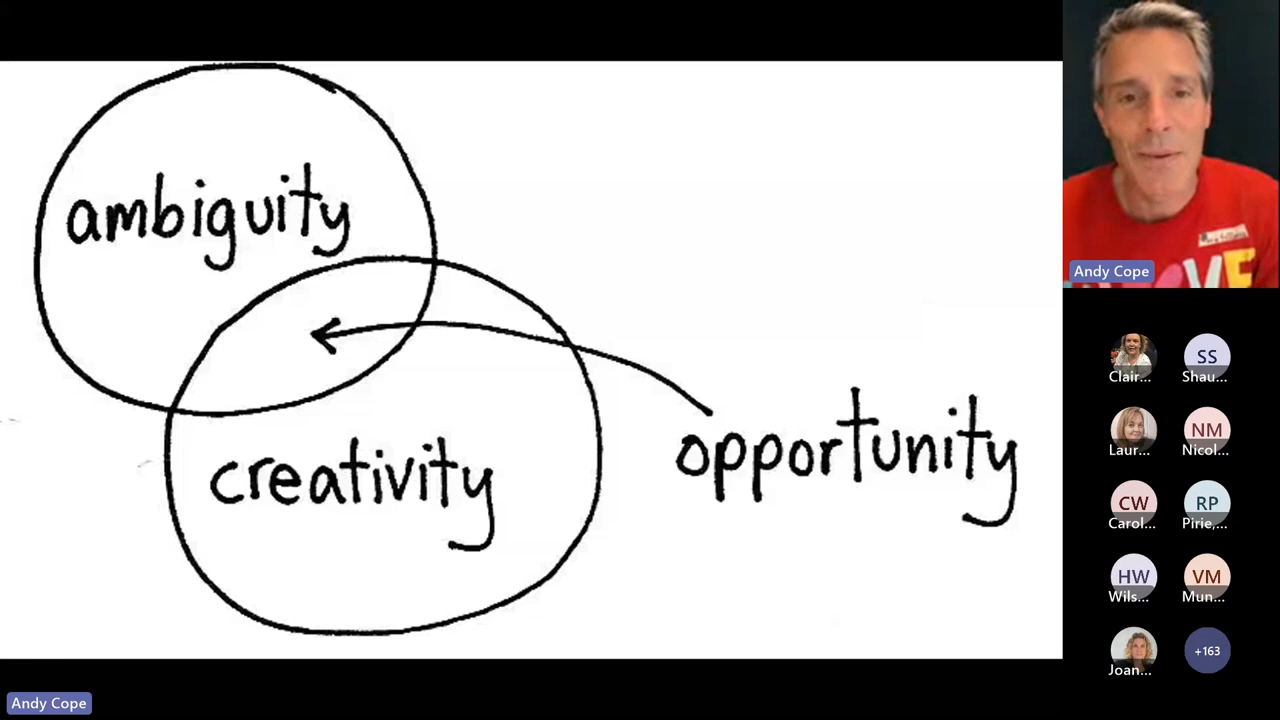 ambiguity
creativity
opportunity
Andy Cope
Clair...
SS
Shau...
Laur...
NM
Nicol...
CW
Carol...
RP
Pirie,...
HW
Wils...
VM
Mun...
Joan...
+163
Andy Cope